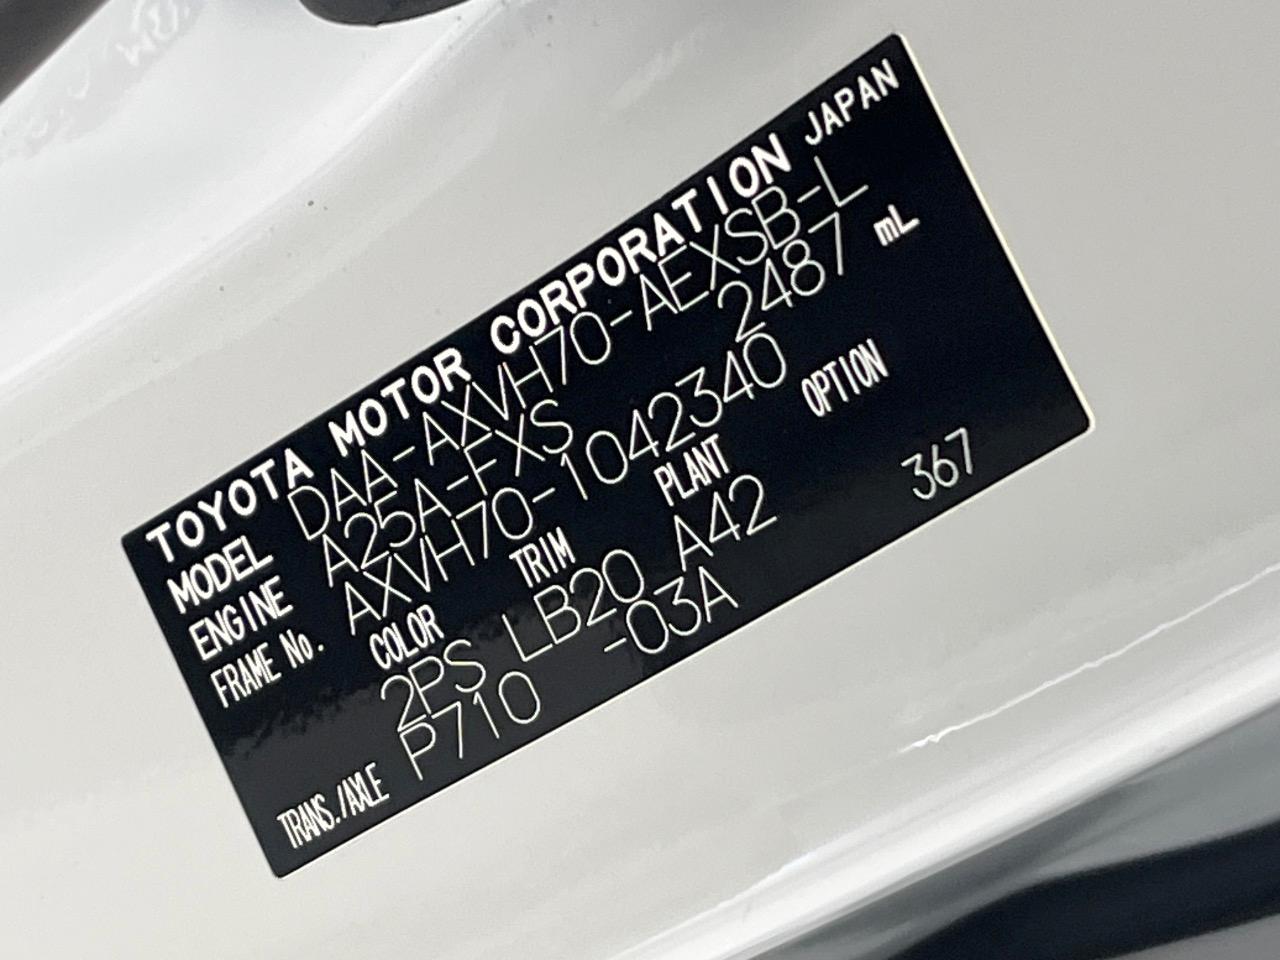 TOYOTA MOTOR CORPORATION JAPAN
MODEL DAA-AXVH70-AEXSB-L
ENGINE A25A-FXS 2487 mL
FRAME No. AXVH70-1042340
COLOR TRIM PLANT OPTION
2PS LB20 A42 367
TRANS./AXLE P710 -03A